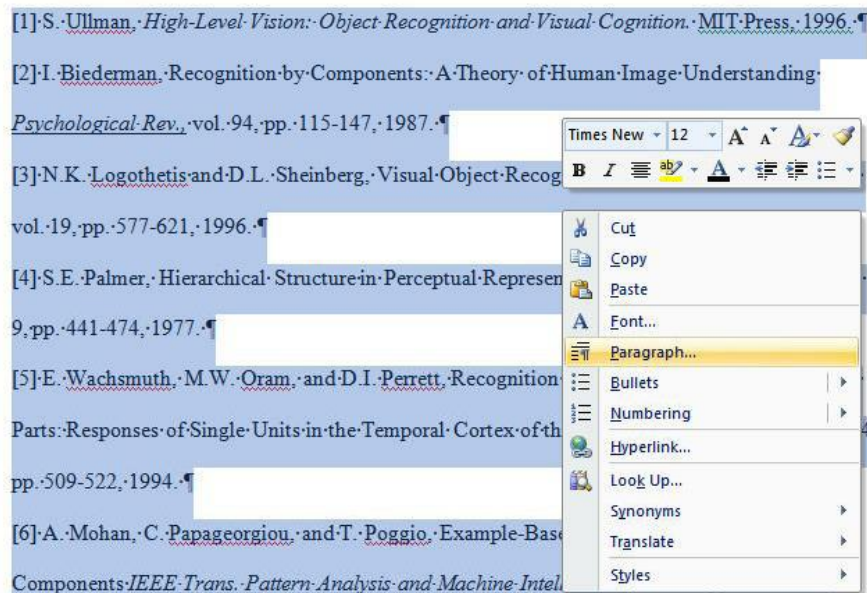 [1] S. Ullman, High-Level Vision: Object Recognition and Visual Cognition. MIT Press, 1996. ¶
[2] I. Biederman, Recognition by Components: A Theory of Human Image Understanding
Psychological Rev., vol. 94, pp. 115-147, 1987. ¶
[3] N.K. Logothetis and D.L. Sheinberg, Visual Object Recog
vol. 19, pp. 577-621, 1996. ¶
[4] S.E. Palmer, Hierarchical Structure in Perceptual Represen
9, pp. 441-474, 1977. ¶
[5] E. Wachsmuth, M.W. Oram, and D.I. Perrett, Recognition
Parts: Responses of Single Units in the Temporal Cortex of th
pp. 509-522, 1994. ¶
[6] A. Mohan, C. Papageorgiou, and T. Poggio, Example-Base
Components IEEE Trans. Pattern Analysis and Machine Intell
Times New 12 A A A
B I ab A
Cut
Copy
Paste
A Font...
Paragraph...
Bullets
Numbering
Hyperlink...
Look Up...
Synonyms
Translate
Styles